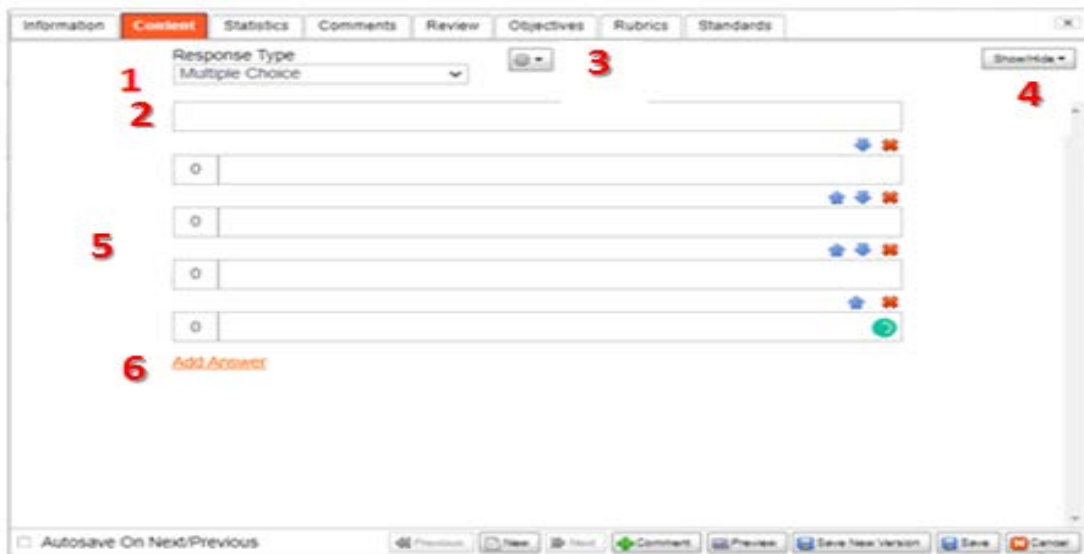 Information Content Statistics Comments Review Objectives Rubrics Standards
Response Type
Multiple Choice
3
Show/Hide
1
4
2
0
0
5
0
0
6 Add Answer
Autosave On Next/Previous Previous New Next Comment Preview Save New Version Save Cancel